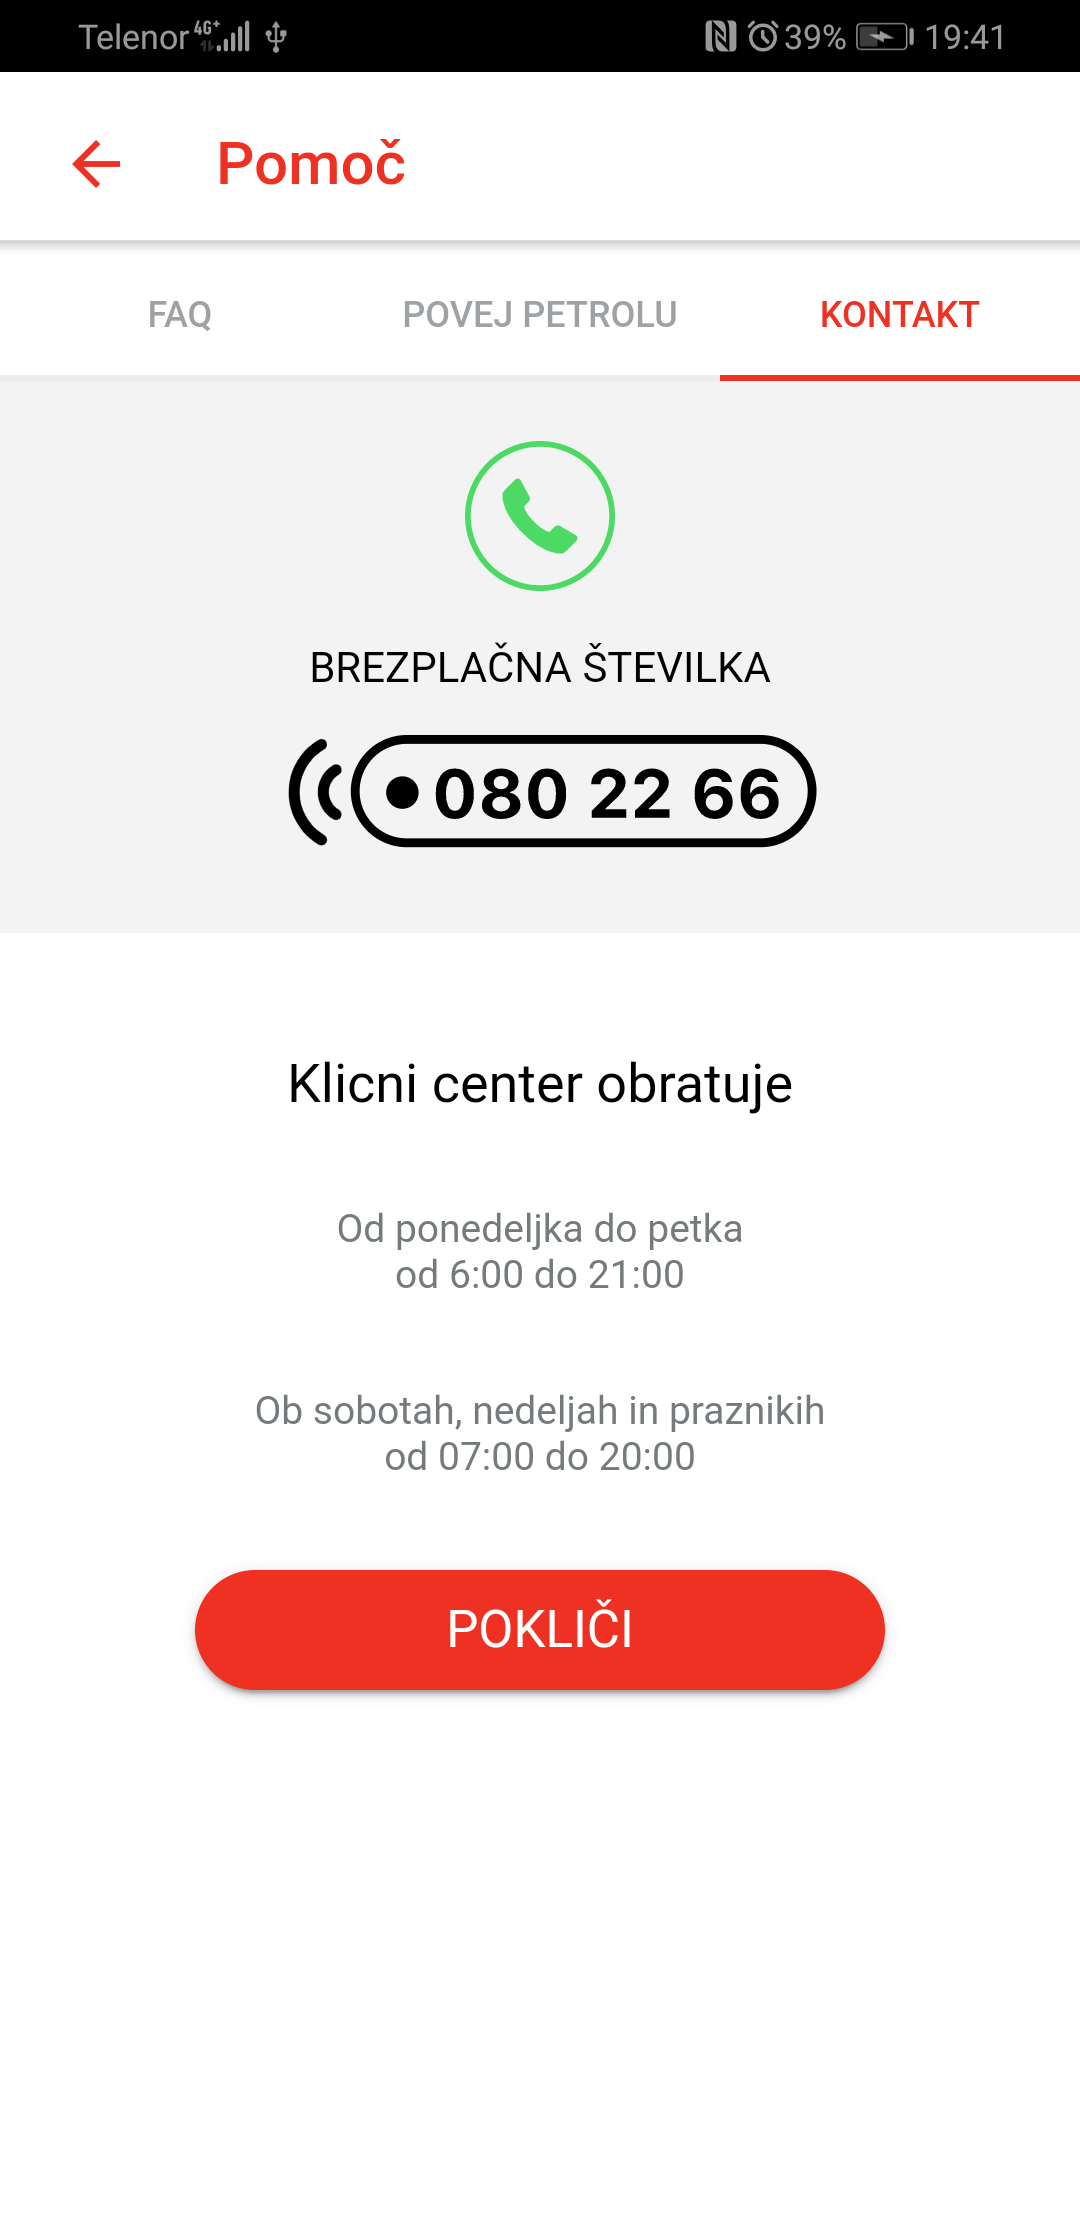 Telenor 4G+ 39% 19:41
Pomoč
FAQ POVEJ PETROLU KONTAKT
BREZPLAČNA ŠTEVILKA
080 22 66
Klicni center obratuje
Od ponedeljka do petka
od 6:00 do 21:00
Ob sobotah, nedeljah in praznikih
od 07:00 do 20:00
POKLIČI